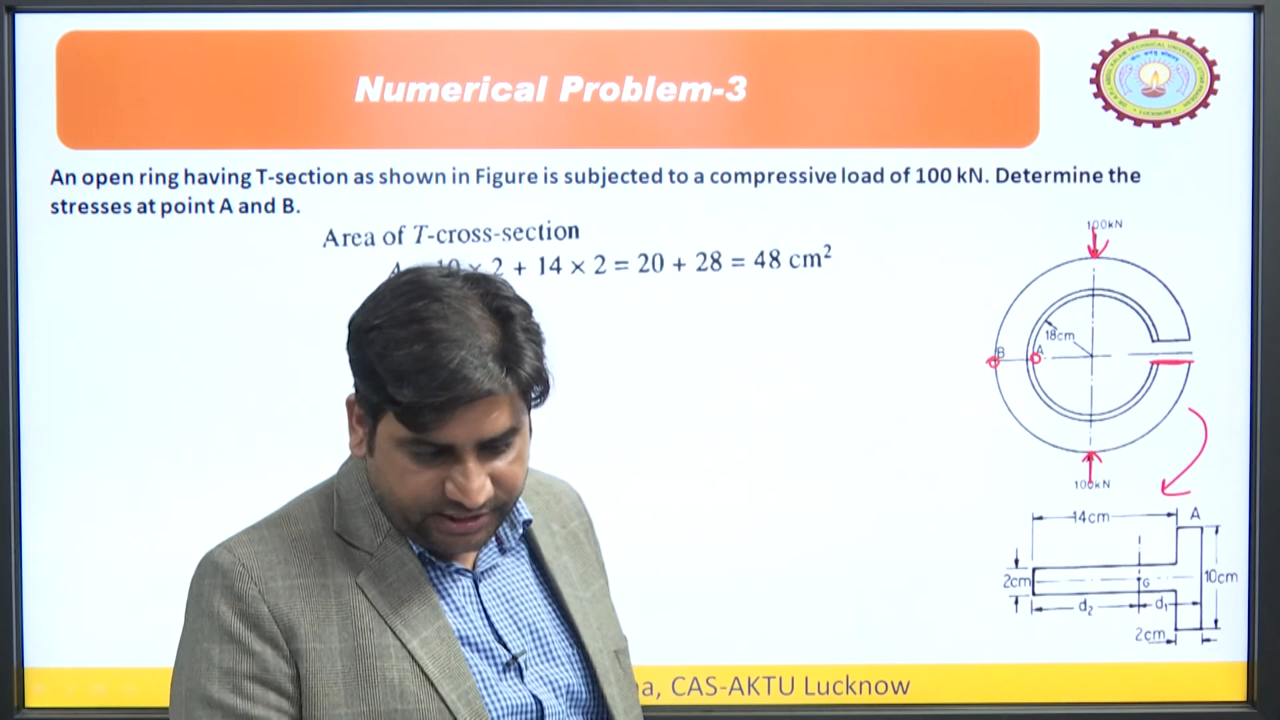 Numerical Problem-3
An open ring having T-section as shown in Figure is subjected to a compressive load of 100 kN. Determine the
stresses at point A and B.
Area of T-cross-section
× 2 + 14 × 2 = 20 + 28 = 48 cm²
100kN
18cm
B
A
100kN
14cm
A
2cm
G
10cm
d₂
d₁
2cm
CAS-AKTU Lucknow